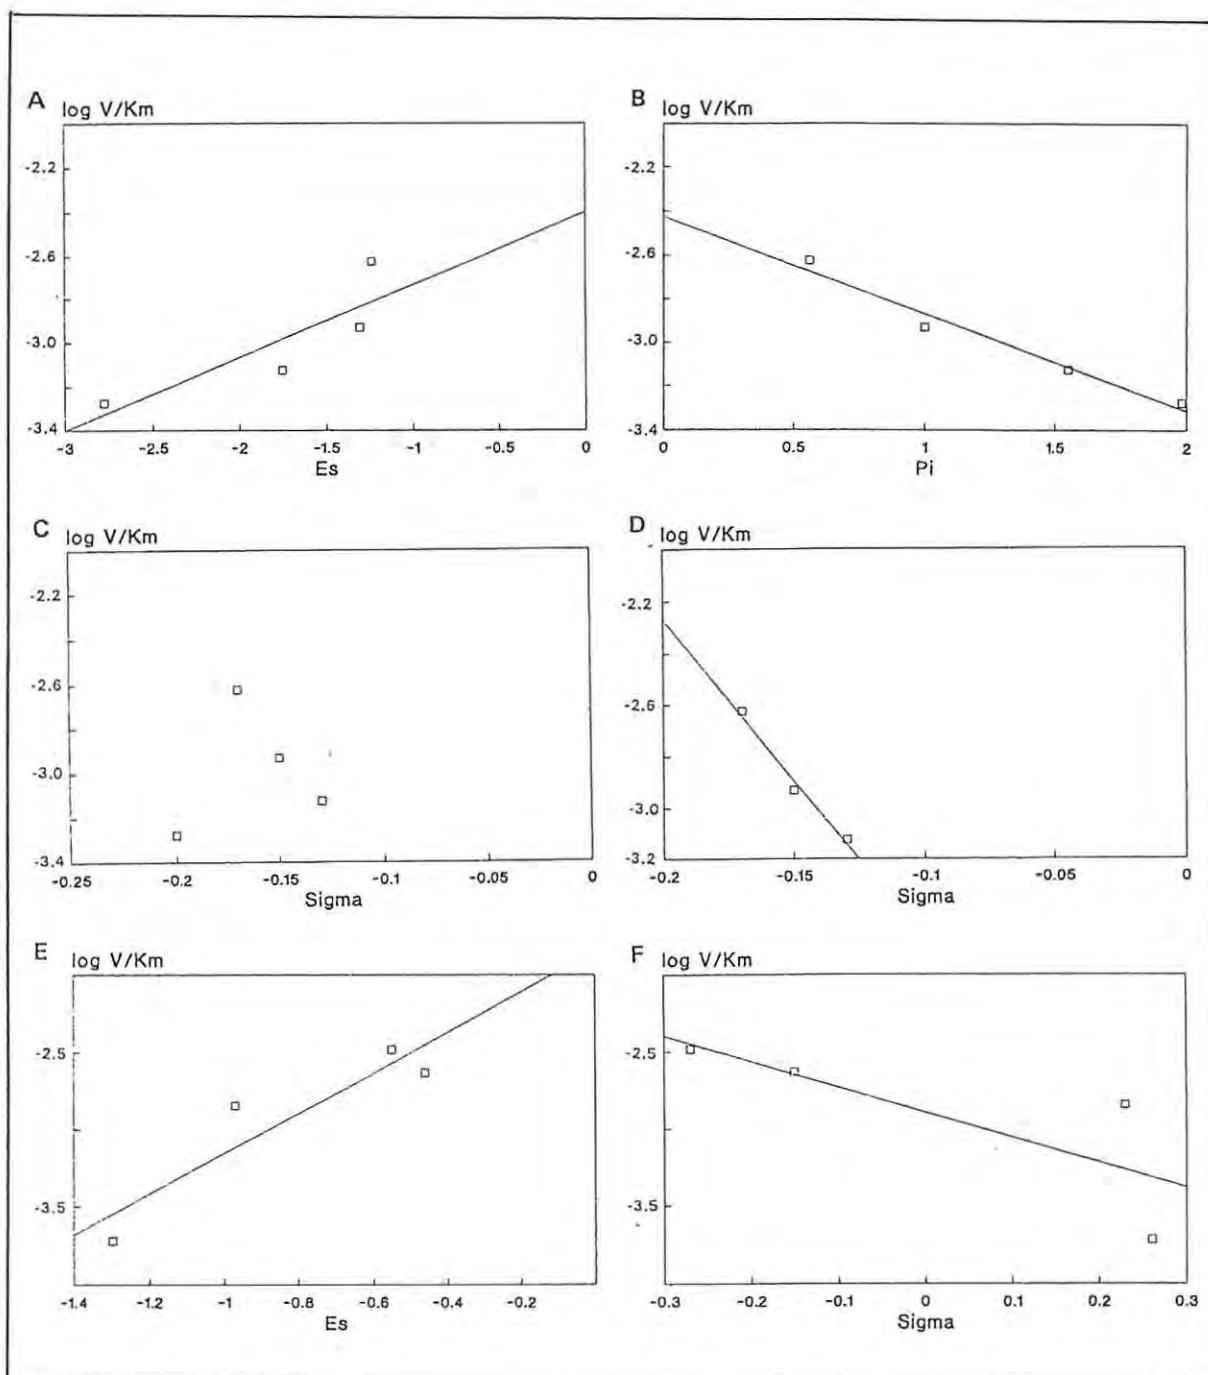 A log V/Km
-2.2
-2.6
-3.0
-3.4
-3 -2.5 -2 -1.5 -1 -0.5 0
Es
B log V/Km
-2.2
-2.6
-3.0
-3.4
0 0.5 1 1.5 2
Pi
C log V/Km
-2.2
-2.6
-3.0
-3.4
-0.25 -0.2 -0.15 -0.1 -0.05 0
Sigma
D log V/Km
-2.2
-2.6
-3.0
-3.2
-0.2 -0.15 -0.1 -0.05 0
Sigma
E log V/Km
-2.5
-3.5
-1.4 -1.2 -1 -0.8 -0.6 -0.4 -0.2
Es
F log V/Km
-2.5
-3.5
-0.3 -0.2 -0.1 0 0.1 0.2 0.3
Sigma